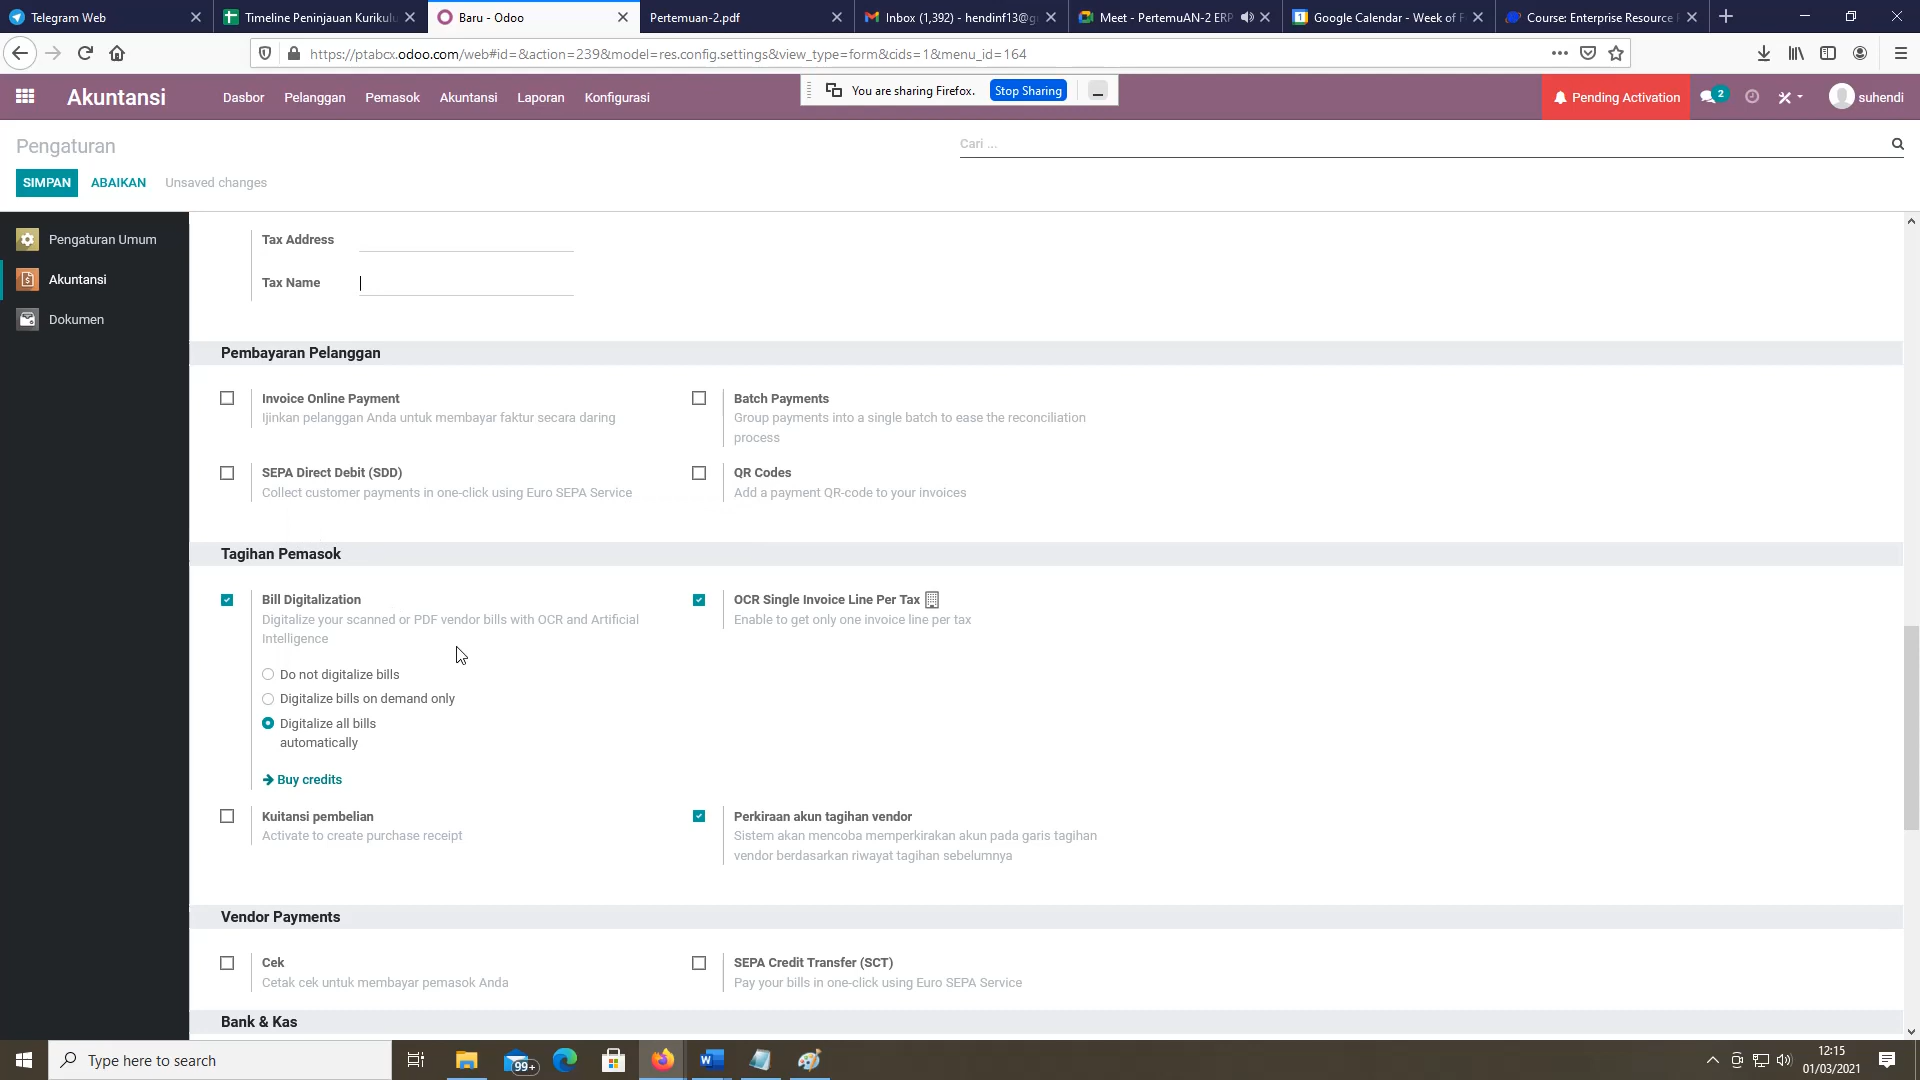 Telegram Web
Timeline Peninjauan Kurikulu
Baru - Odoo
Pertemuan-2.pdf
Inbox (1,392) - hendinf13@g
Meet - PertemuAN-2 ERP
Google Calendar - Week of F
Course: Enterprise Resource P
https://ptabcx.odoo.com/web#id=&action=239&model=res.config.settings&view_type=form&cids=1&menu_id=164
Akuntansi
Dasbor
Pelanggan
Pemasok
Akuntansi
Laporan
Konfigurasi
You are sharing Firefox.
Stop Sharing
Pending Activation
2
suhendi
Pengaturan
Cari ...
SIMPAN
ABAIKAN
Unsaved changes
Pengaturan Umum
Akuntansi
Dokumen
Tax Address
Tax Name
Pembayaran Pelanggan
Invoice Online Payment
Ijinkan pelanggan Anda untuk membayar faktur secara daring
Batch Payments
Group payments into a single batch to ease the reconciliation
process
SEPA Direct Debit (SDD)
Collect customer payments in one-click using Euro SEPA Service
QR Codes
Add a payment QR-code to your invoices
Tagihan Pemasok
Bill Digitalization
Digitalize your scanned or PDF vendor bills with OCR and Artificial
Intelligence
Do not digitalize bills
Digitalize bills on demand only
Digitalize all bills
automatically
Buy credits
OCR Single Invoice Line Per Tax
Enable to get only one invoice line per tax
Kuitansi pembelian
Activate to create purchase receipt
Perkiraan akun tagihan vendor
Sistem akan mencoba memperkirakan akun pada garis tagihan
vendor berdasarkan riwayat tagihan sebelumnya
Vendor Payments
Cek
Cetak cek untuk membayar pemasok Anda
SEPA Credit Transfer (SCT)
Pay your bills in one-click using Euro SEPA Service
Bank & Kas
Type here to search
99+
12:15
01/03/2021